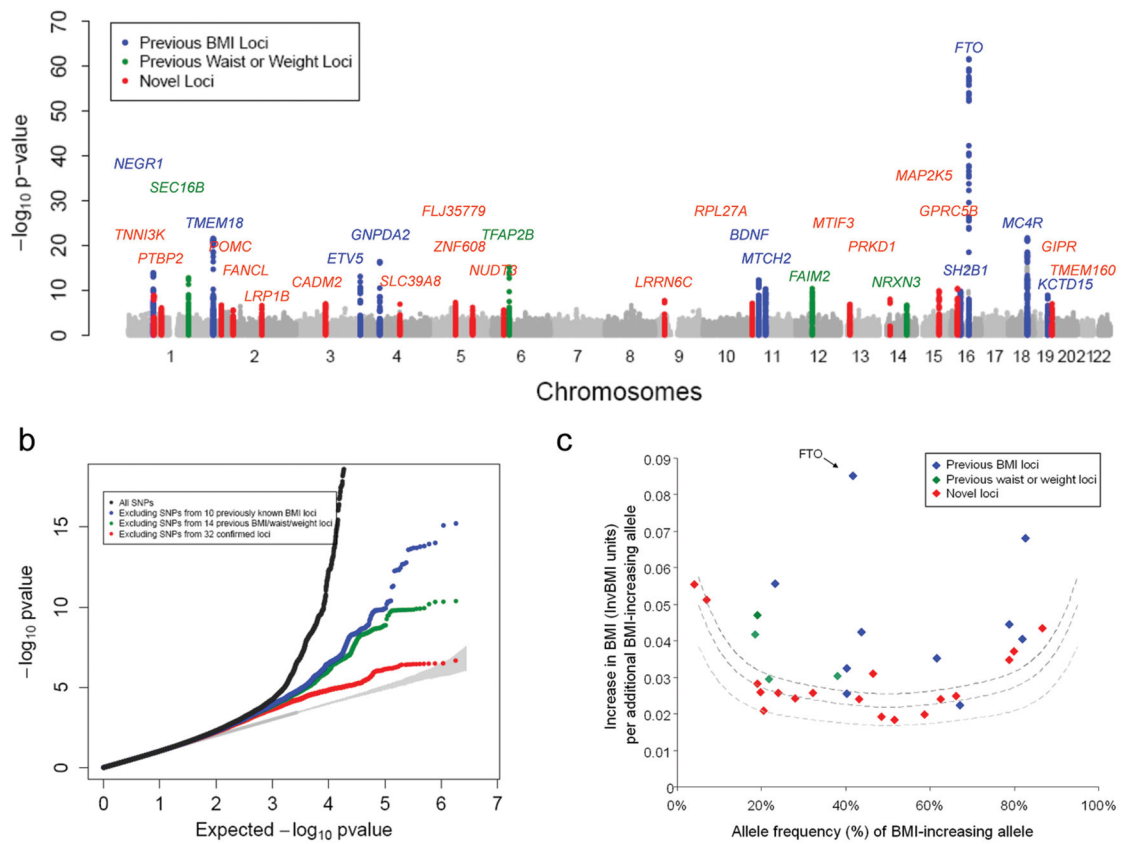 −log10 p-value
70
60
50
40
30
20
10
0
Previous BMI Loci
Previous Waist or Weight Loci
Novel Loci
FTO
NEGR1
SEC16B
MAP2K5
TNNI3K
TMEM18
FLJ35779
RPL27A
MTIF3
GPRC5B
PTBP2
POMC
GNPDA2
ZNF608
TFAP2B
BDNF
PRKD1
MC4R
GIPR
FANCL
ETV5
NUDT3
MTCH2
SH2B1
TMEM160
LRP1B
CADM2
SLC39A8
LRRN6C
FAIM2
NRXN3
KCTD15
1 2 3 4 5 6 7 8 9 10 11 12 13 14 15 16 17 18 19 20 21 22
Chromosomes
b
−log10 pvalue
15
10
5
0
All SNPs
Excluding SNPs from 10 previously known BMI loci
Excluding SNPs from 14 previous BMI/waist/weight loci
Excluding SNPs from 32 confirmed loci
0 1 2 3 4 5 6 7
Expected −log10 pvalue
c
Increase in BMI (InvBMI units)
per additional BMI-increasing allele
0.09
0.08
0.07
0.06
0.05
0.04
0.03
0.02
0.01
0.00
FTO
Previous BMI loci
Previous waist or weight loci
Novel loci
0% 20% 40% 60% 80% 100%
Allele frequency (%) of BMI-increasing allele